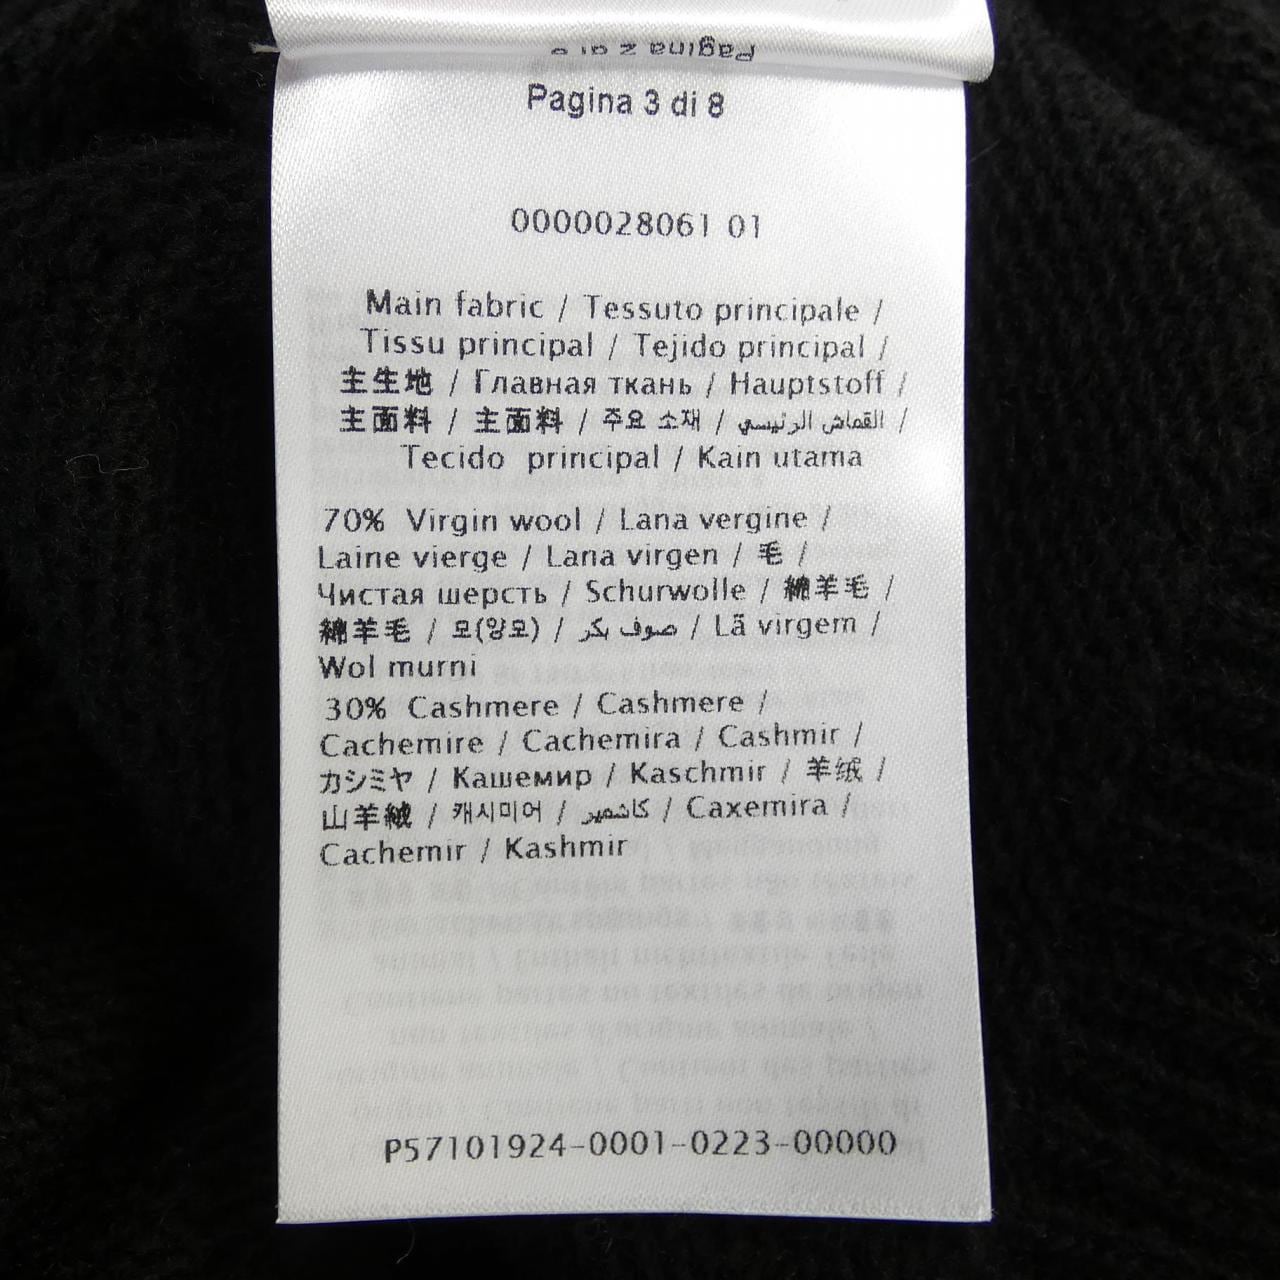 Pagina 3 di 8
0000028061 01
Main fabric / Tessuto principale /
Tissu principal / Tejido principal /
主生地 / Главная ткань / Hauptstoff /
主面料 / 主面料 / 주요 소재 / القماش الرئيسي /
Tecido principal / Kain utama
70% Virgin wool / Lana vergine /
Laine vierge / Lana virgen / 毛 /
Чистая шерсть / Schurwolle / 綿羊毛 /
綿羊毛 / 모(양모) / صوف بكر / Lã virgem /
Wol murni
30% Cashmere / Cashmere /
Cachemire / Cachemira / Cashmir /
カシミヤ / Кашемир / Kaschmir / 羊绒 /
山羊絨 / 캐시미어 / كاشمير / Caxemira /
Cachemir / Kashmir
P57101924-0001-0223-00000